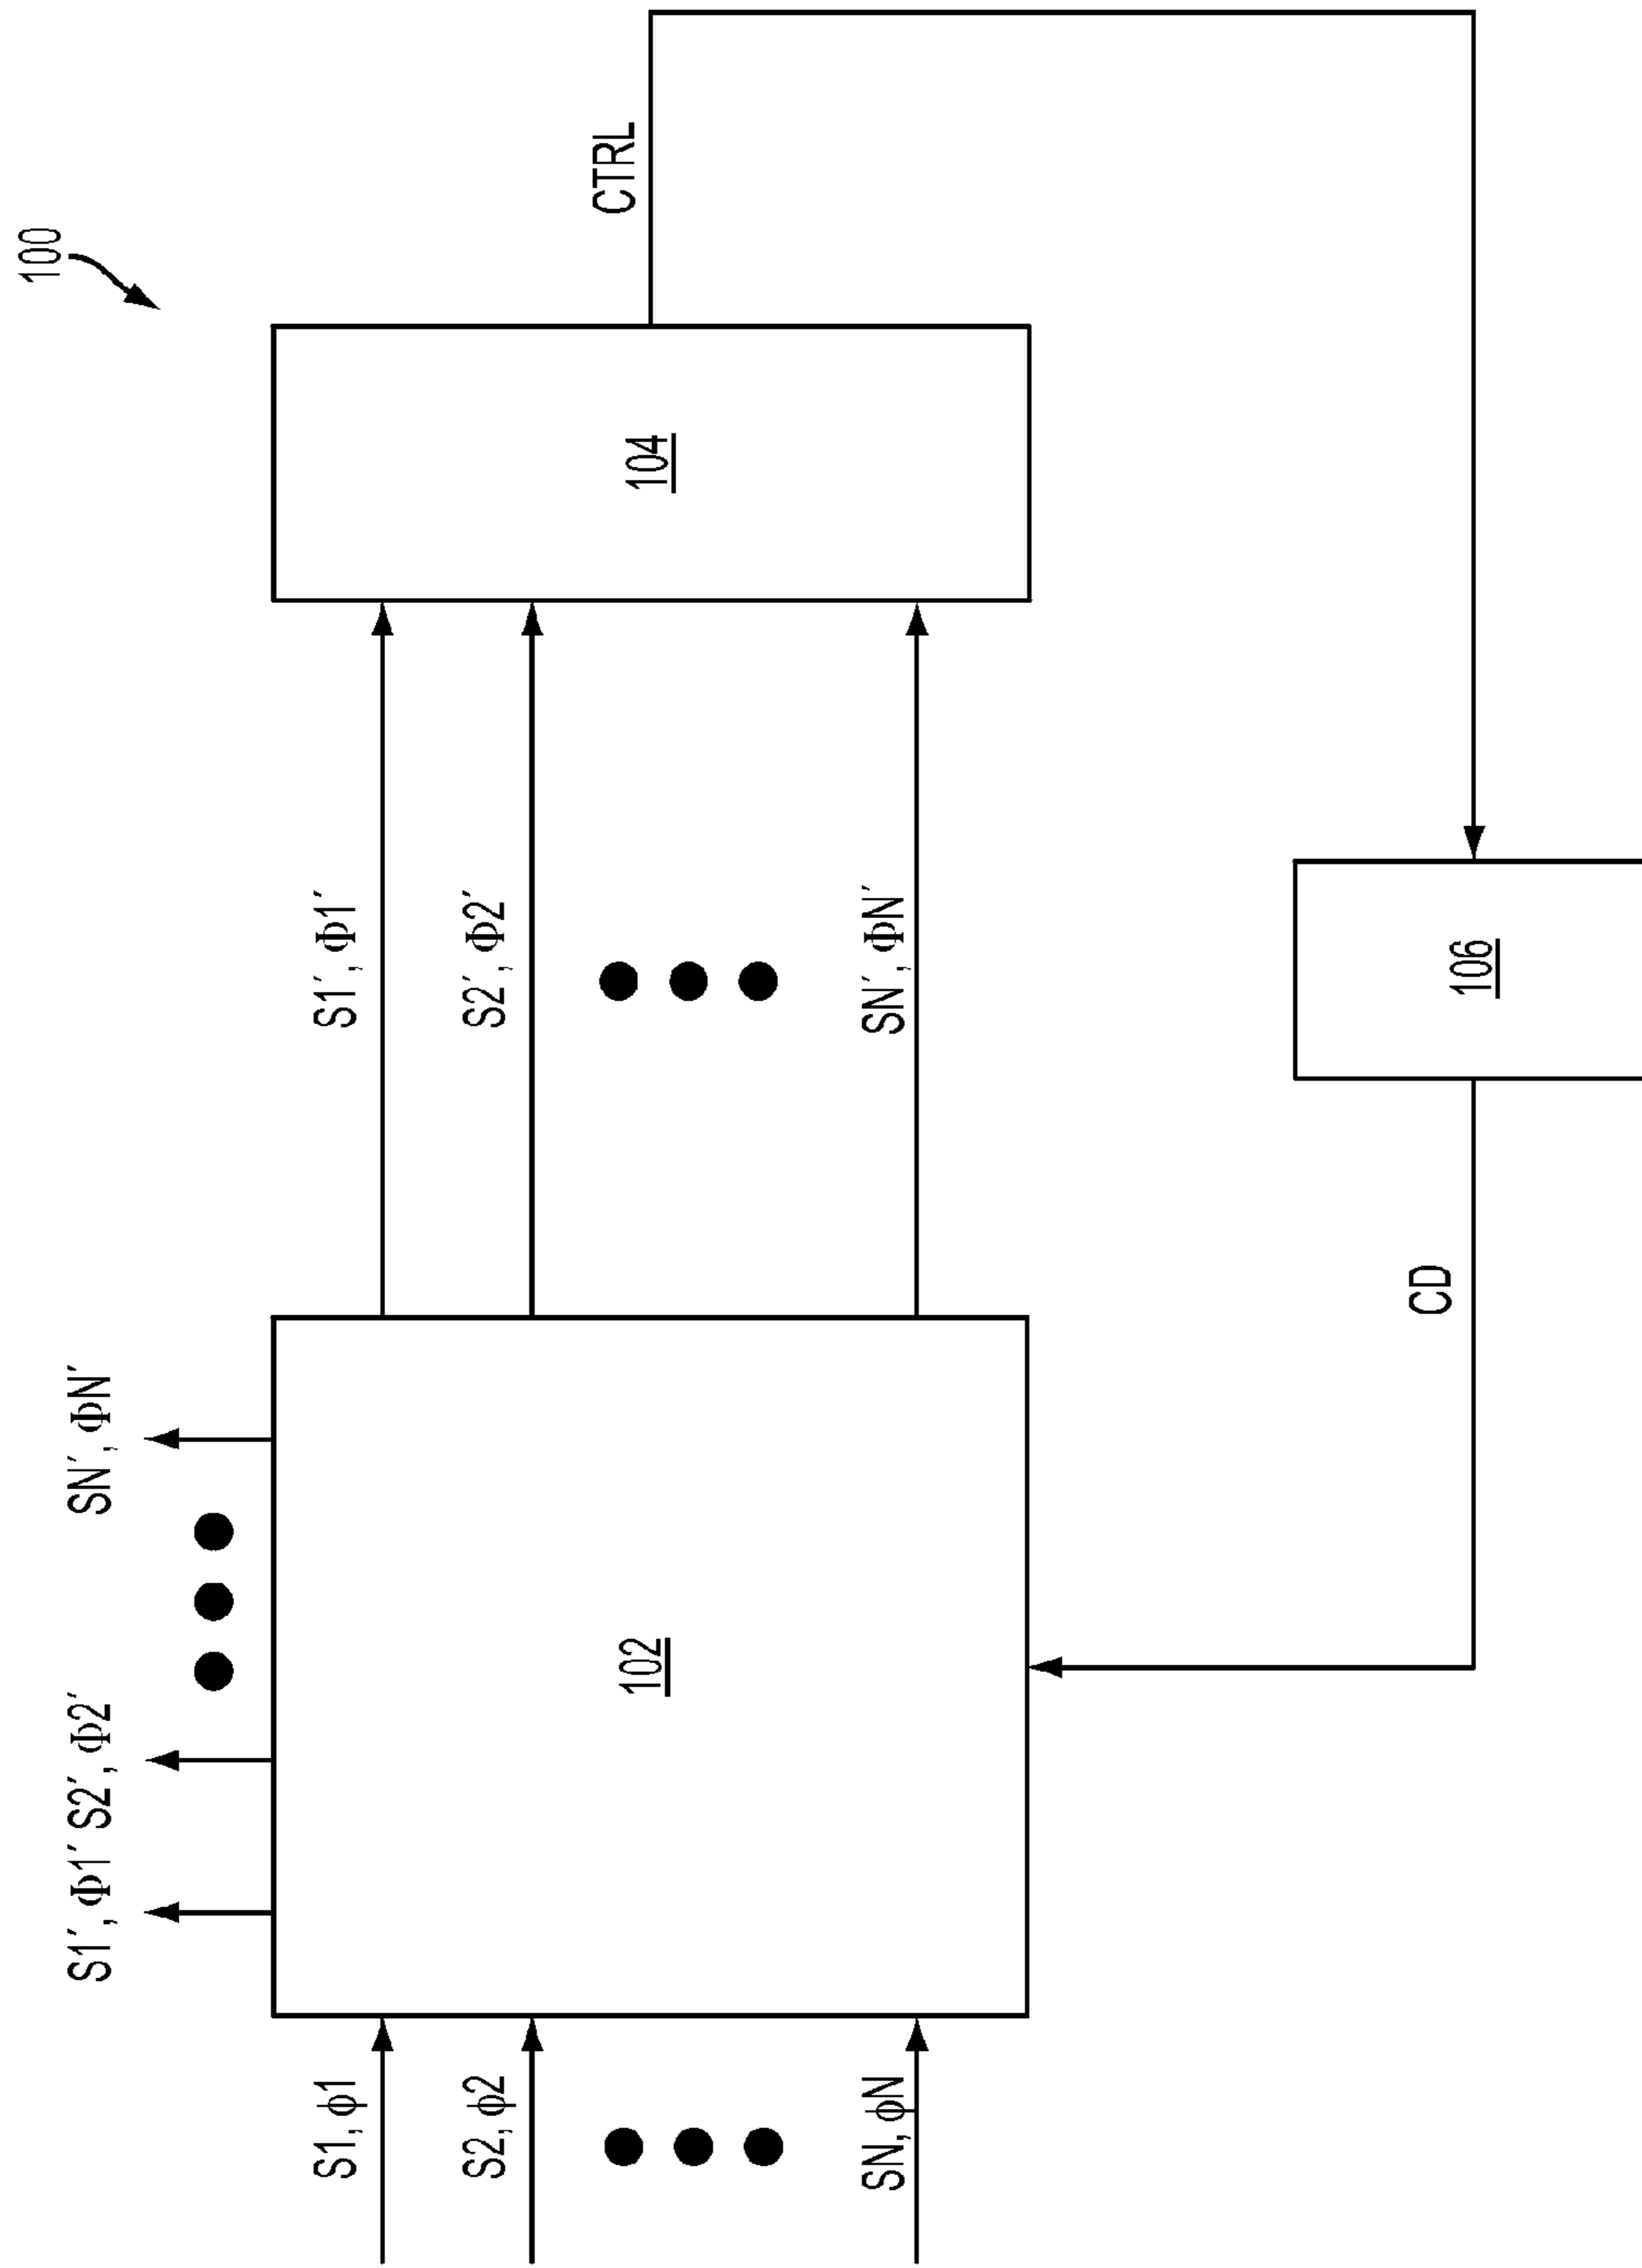 100
S1′, Φ1′
S2′, Φ2′
SN′, ΦN′
S1, ϕ1
S2, ϕ2
SN, ϕN
102
S1′, Φ1′
S2′, Φ2′
SN′, ΦN′
104
CTRL
CD
106